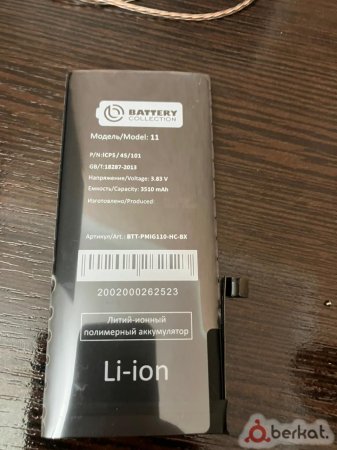 BATTERY
COLLECTION
Модель/Model: 11
P/N:ICP5/45/101
GB/T:18287-2013
Напряжения/Voltage: 3.83 V
Емкость/Capacity: 3510 mAh
Изготовлено/Produced
Артикул/Art.: BTT-PMIG110-HC-BX
2002000262523
Литий-ионный
полимерный аккумулятор
Li-ion
berkat.